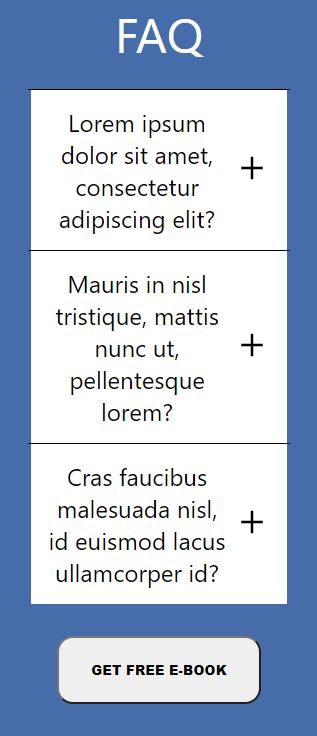 FAQ
Lorem ipsum
dolor sit amet,
consectetur
adipiscing elit?
Mauris in nisl
tristique, mattis
nunc ut,
pellentesque
lorem?
Cras faucibus
malesuada nisl,
id euismod lacus
ullamcorper id?
GET FREE E-BOOK